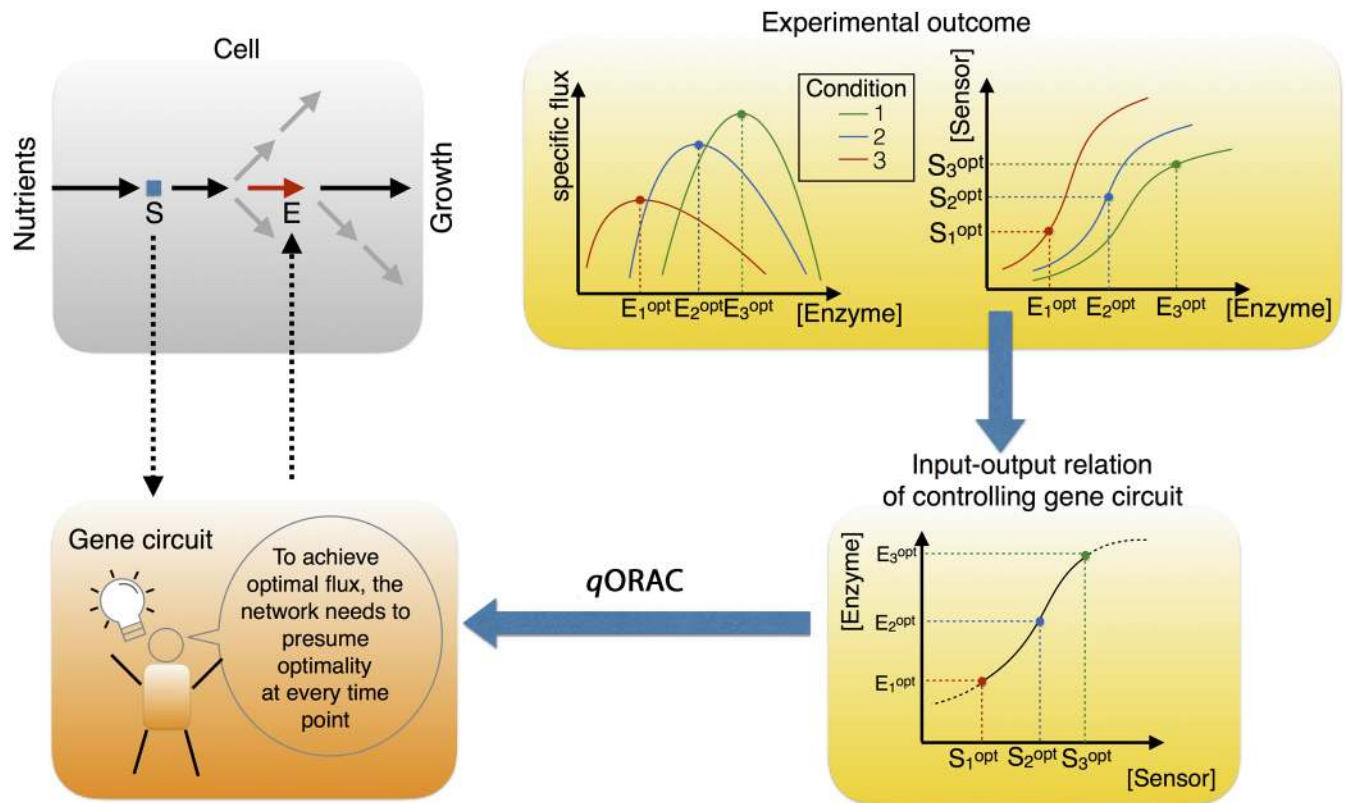 Cell
Nutrients
S
E
Growth
Experimental outcome
specific flux
Condition
1
2
3
E₁ᵒᵖᵗ E₂ᵒᵖᵗ E₃ᵒᵖᵗ
[Enzyme]
[Sensor]
S₃ᵒᵖᵗ
S₂ᵒᵖᵗ
S₁ᵒᵖᵗ
E₁ᵒᵖᵗ E₂ᵒᵖᵗ E₃ᵒᵖᵗ
[Enzyme]
Gene circuit
To achieve
optimal flux, the
network needs to
presume
optimality
at every time
point
qORAC
Input-output relation
of controlling gene circuit
[Enzyme]
E₃ᵒᵖᵗ
E₂ᵒᵖᵗ
E₁ᵒᵖᵗ
S₁ᵒᵖᵗ S₂ᵒᵖᵗ S₃ᵒᵖᵗ
[Sensor]